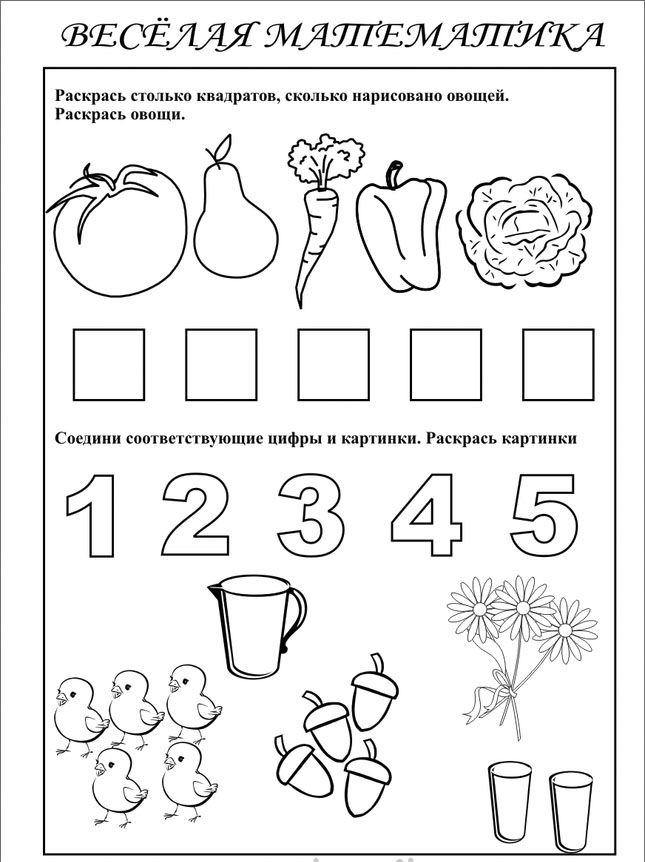 ВЕСЁЛАЯ МАТЕМАТИКА
Раскрась столько квадратов, сколько нарисовано овощей.
Раскрась овощи.
Соедини соответствующие цифры и картинки. Раскрась картинки
1 2 3 4 5